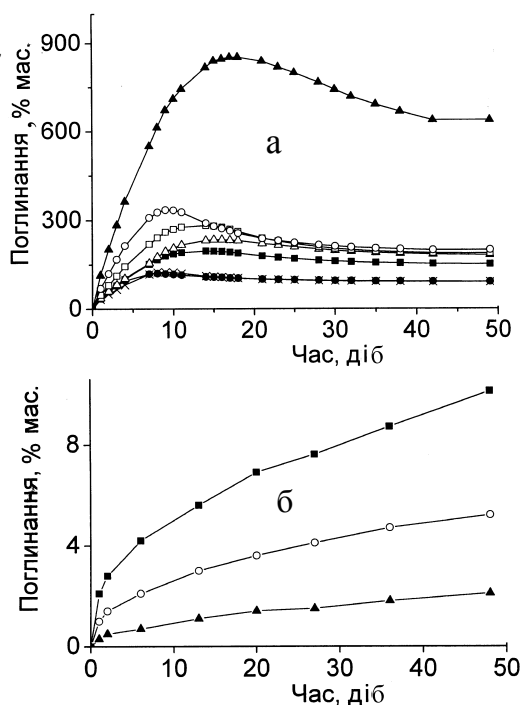 900
600
300
0
Поглинання, % мас.
а
0 10 20 30 40 50
Час, діб
8
4
0
Поглинання, % мас.
б
0 10 20 30 40 50
Час, діб